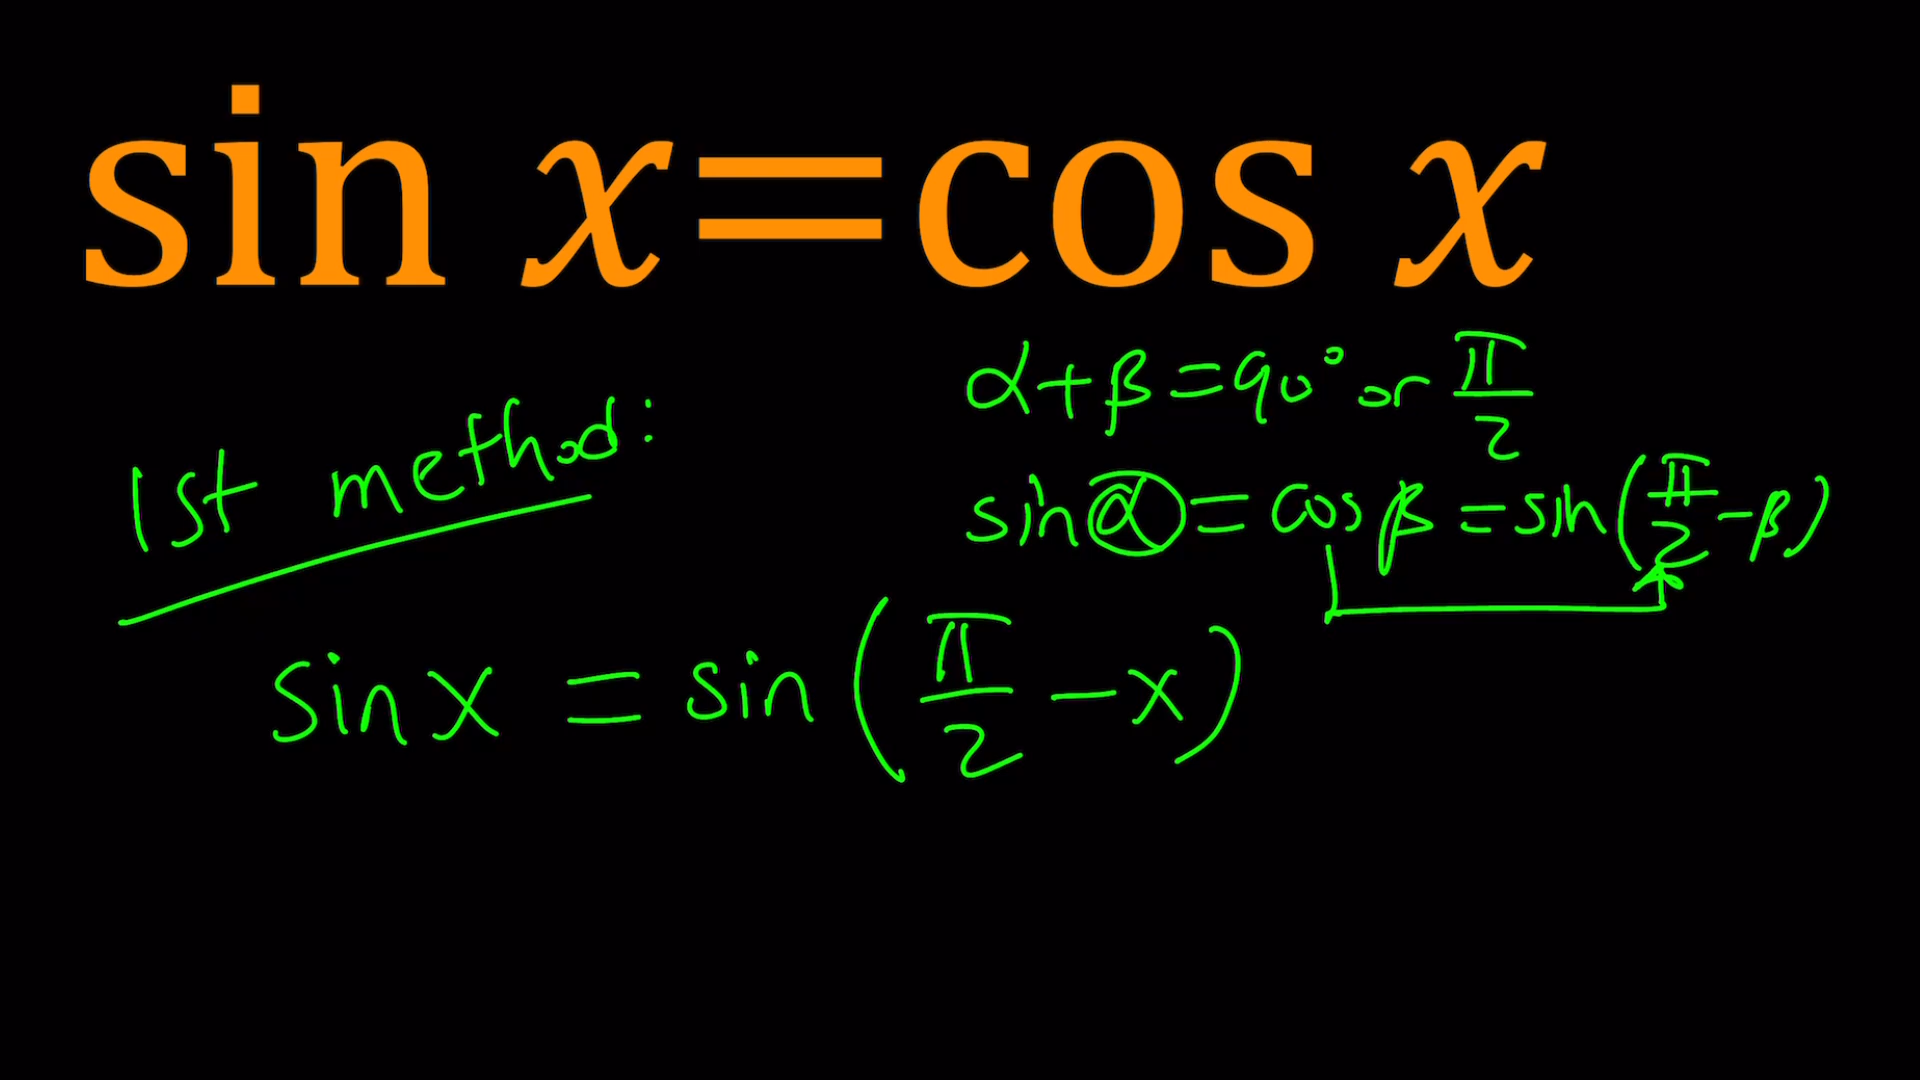 sin x=cos x
α+β=90° or π/2
1st method:
sin α = cos β = sin(π/2-β)
sin x = sin(π/2 - x)